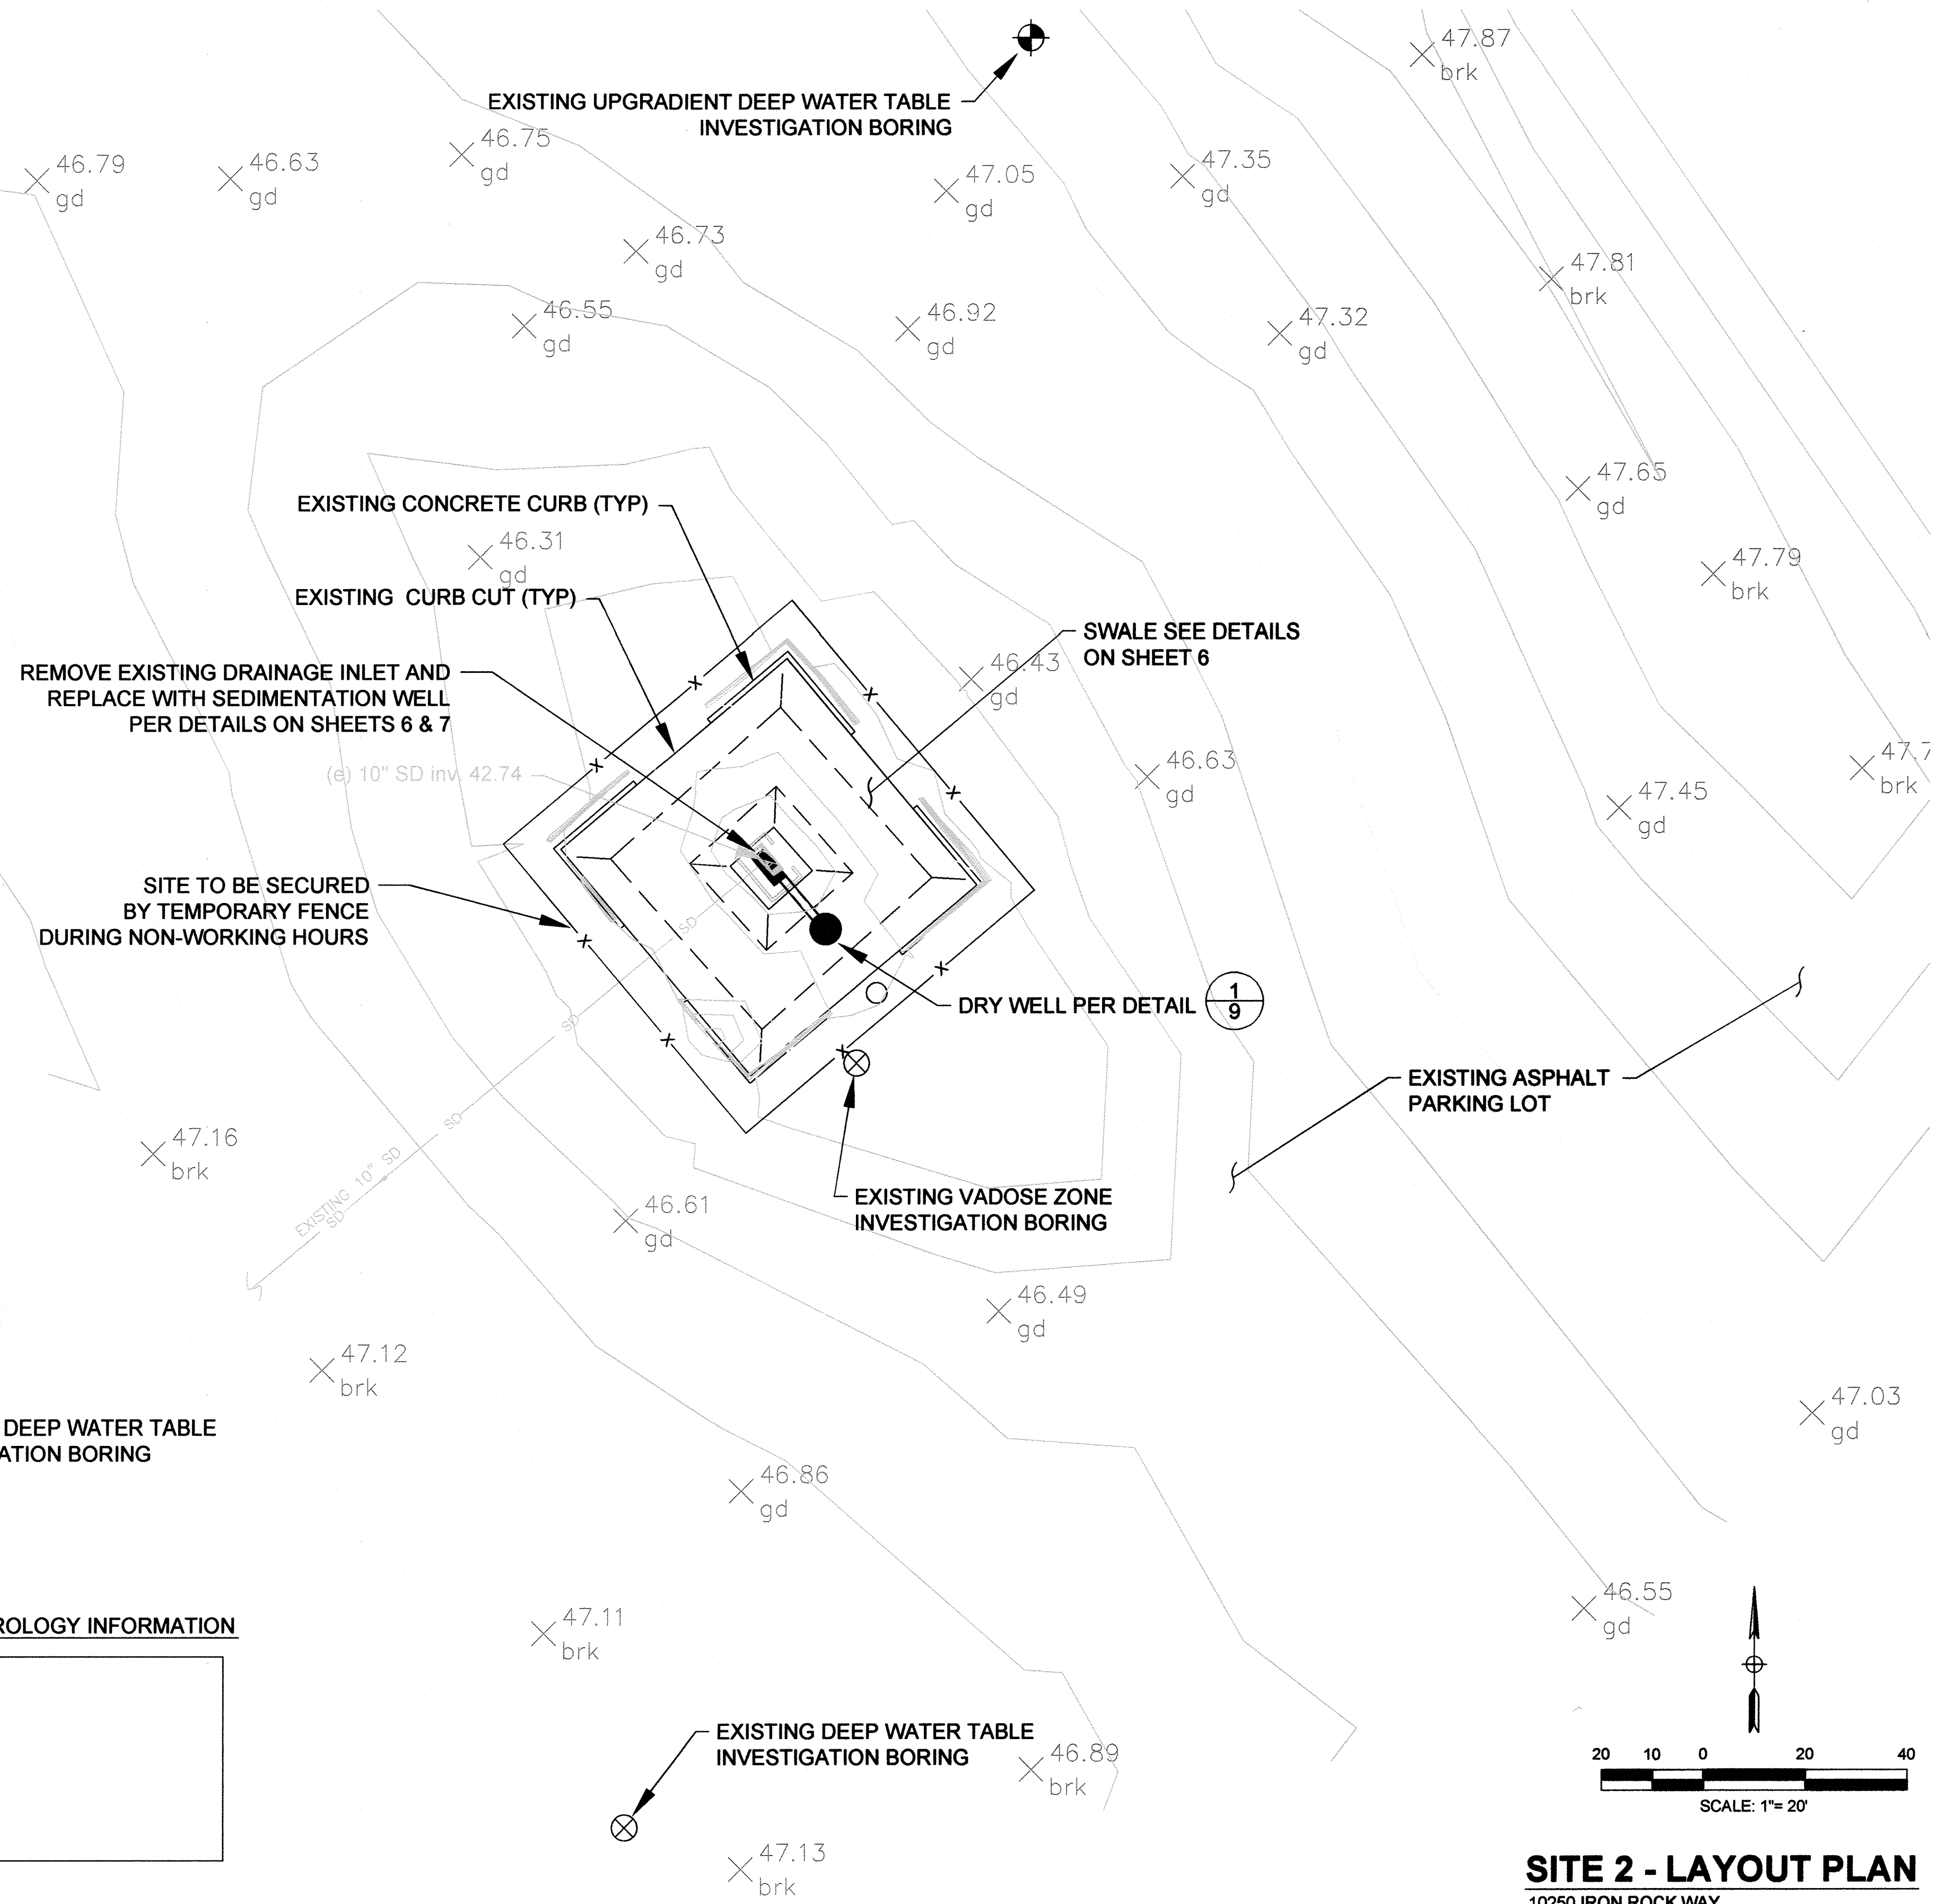 47.87
brk
EXISTING UPGRADIENT DEEP WATER TABLE
INVESTIGATION BORING
46.79
gd
46.63
gd
46.75
gd
47.05
gd
47.35
gd
46.73
gd
47.81
brk
46.55
gd
46.92
gd
47.32
gd
47.65
gd
EXISTING CONCRETE CURB (TYP)
46.31
gd
47.79
brk
EXISTING CURB CUT (TYP)
SWALE SEE DETAILS
ON SHEET 6
46.43
gd
REMOVE EXISTING DRAINAGE INLET AND
REPLACE WITH SEDIMENTATION WELL
PER DETAILS ON SHEETS 6 & 7
(e) 10" SD inv. 42.74
46.63
gd
47.7
brk
47.45
gd
SITE TO BE SECURED
BY TEMPORARY FENCE
DURING NON-WORKING HOURS
SD
SD
SD
EXISTING 10" SD
SD
DRY WELL PER DETAIL
1
9
EXISTING ASPHALT
PARKING LOT
47.16
brk
EXISTING VADOSE ZONE
INVESTIGATION BORING
46.61
gd
46.49
gd
47.12
brk
47.03
gd
DEEP WATER TABLE
ATION BORING
46.86
gd
47.11
brk
46.55
gd
ROLOGY INFORMATION
EXISTING DEEP WATER TABLE
INVESTIGATION BORING
46.89
brk
47.13
brk
20 10 0 20 40
SCALE: 1"= 20'
SITE 2 - LAYOUT PLAN
10250 IRON ROCK WAY